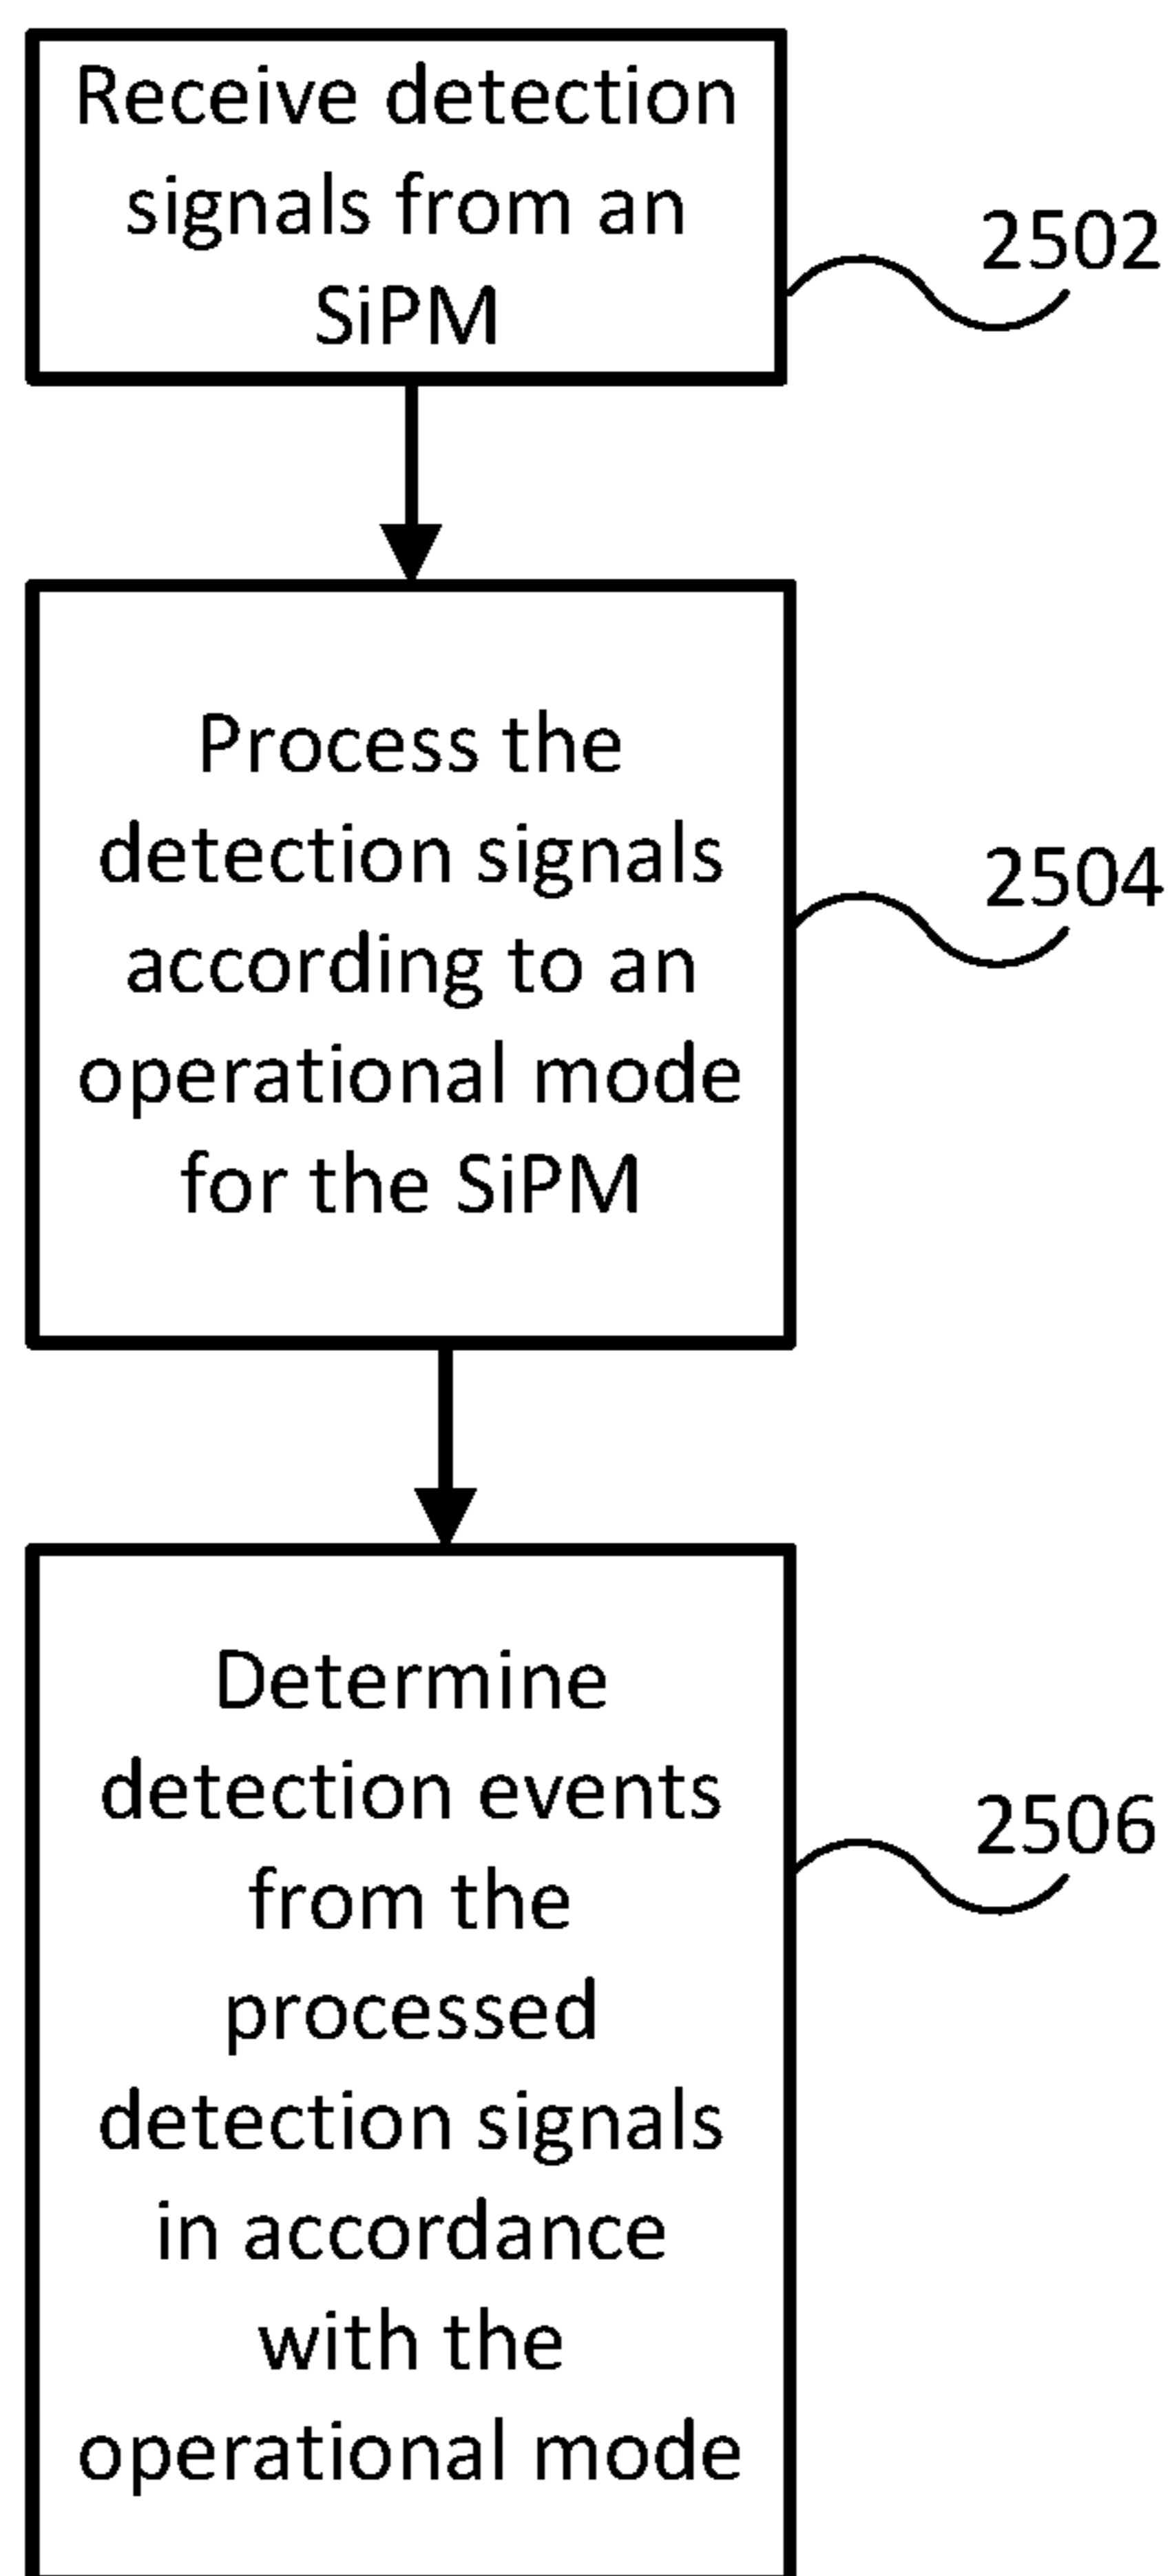 Receive detection
signals from an
SiPM
2502
Process the
detection signals
according to an
operational mode
for the SiPM
2504
Determine
detection events
from the
processed
detection signals
in accordance
with the
operational mode
2506